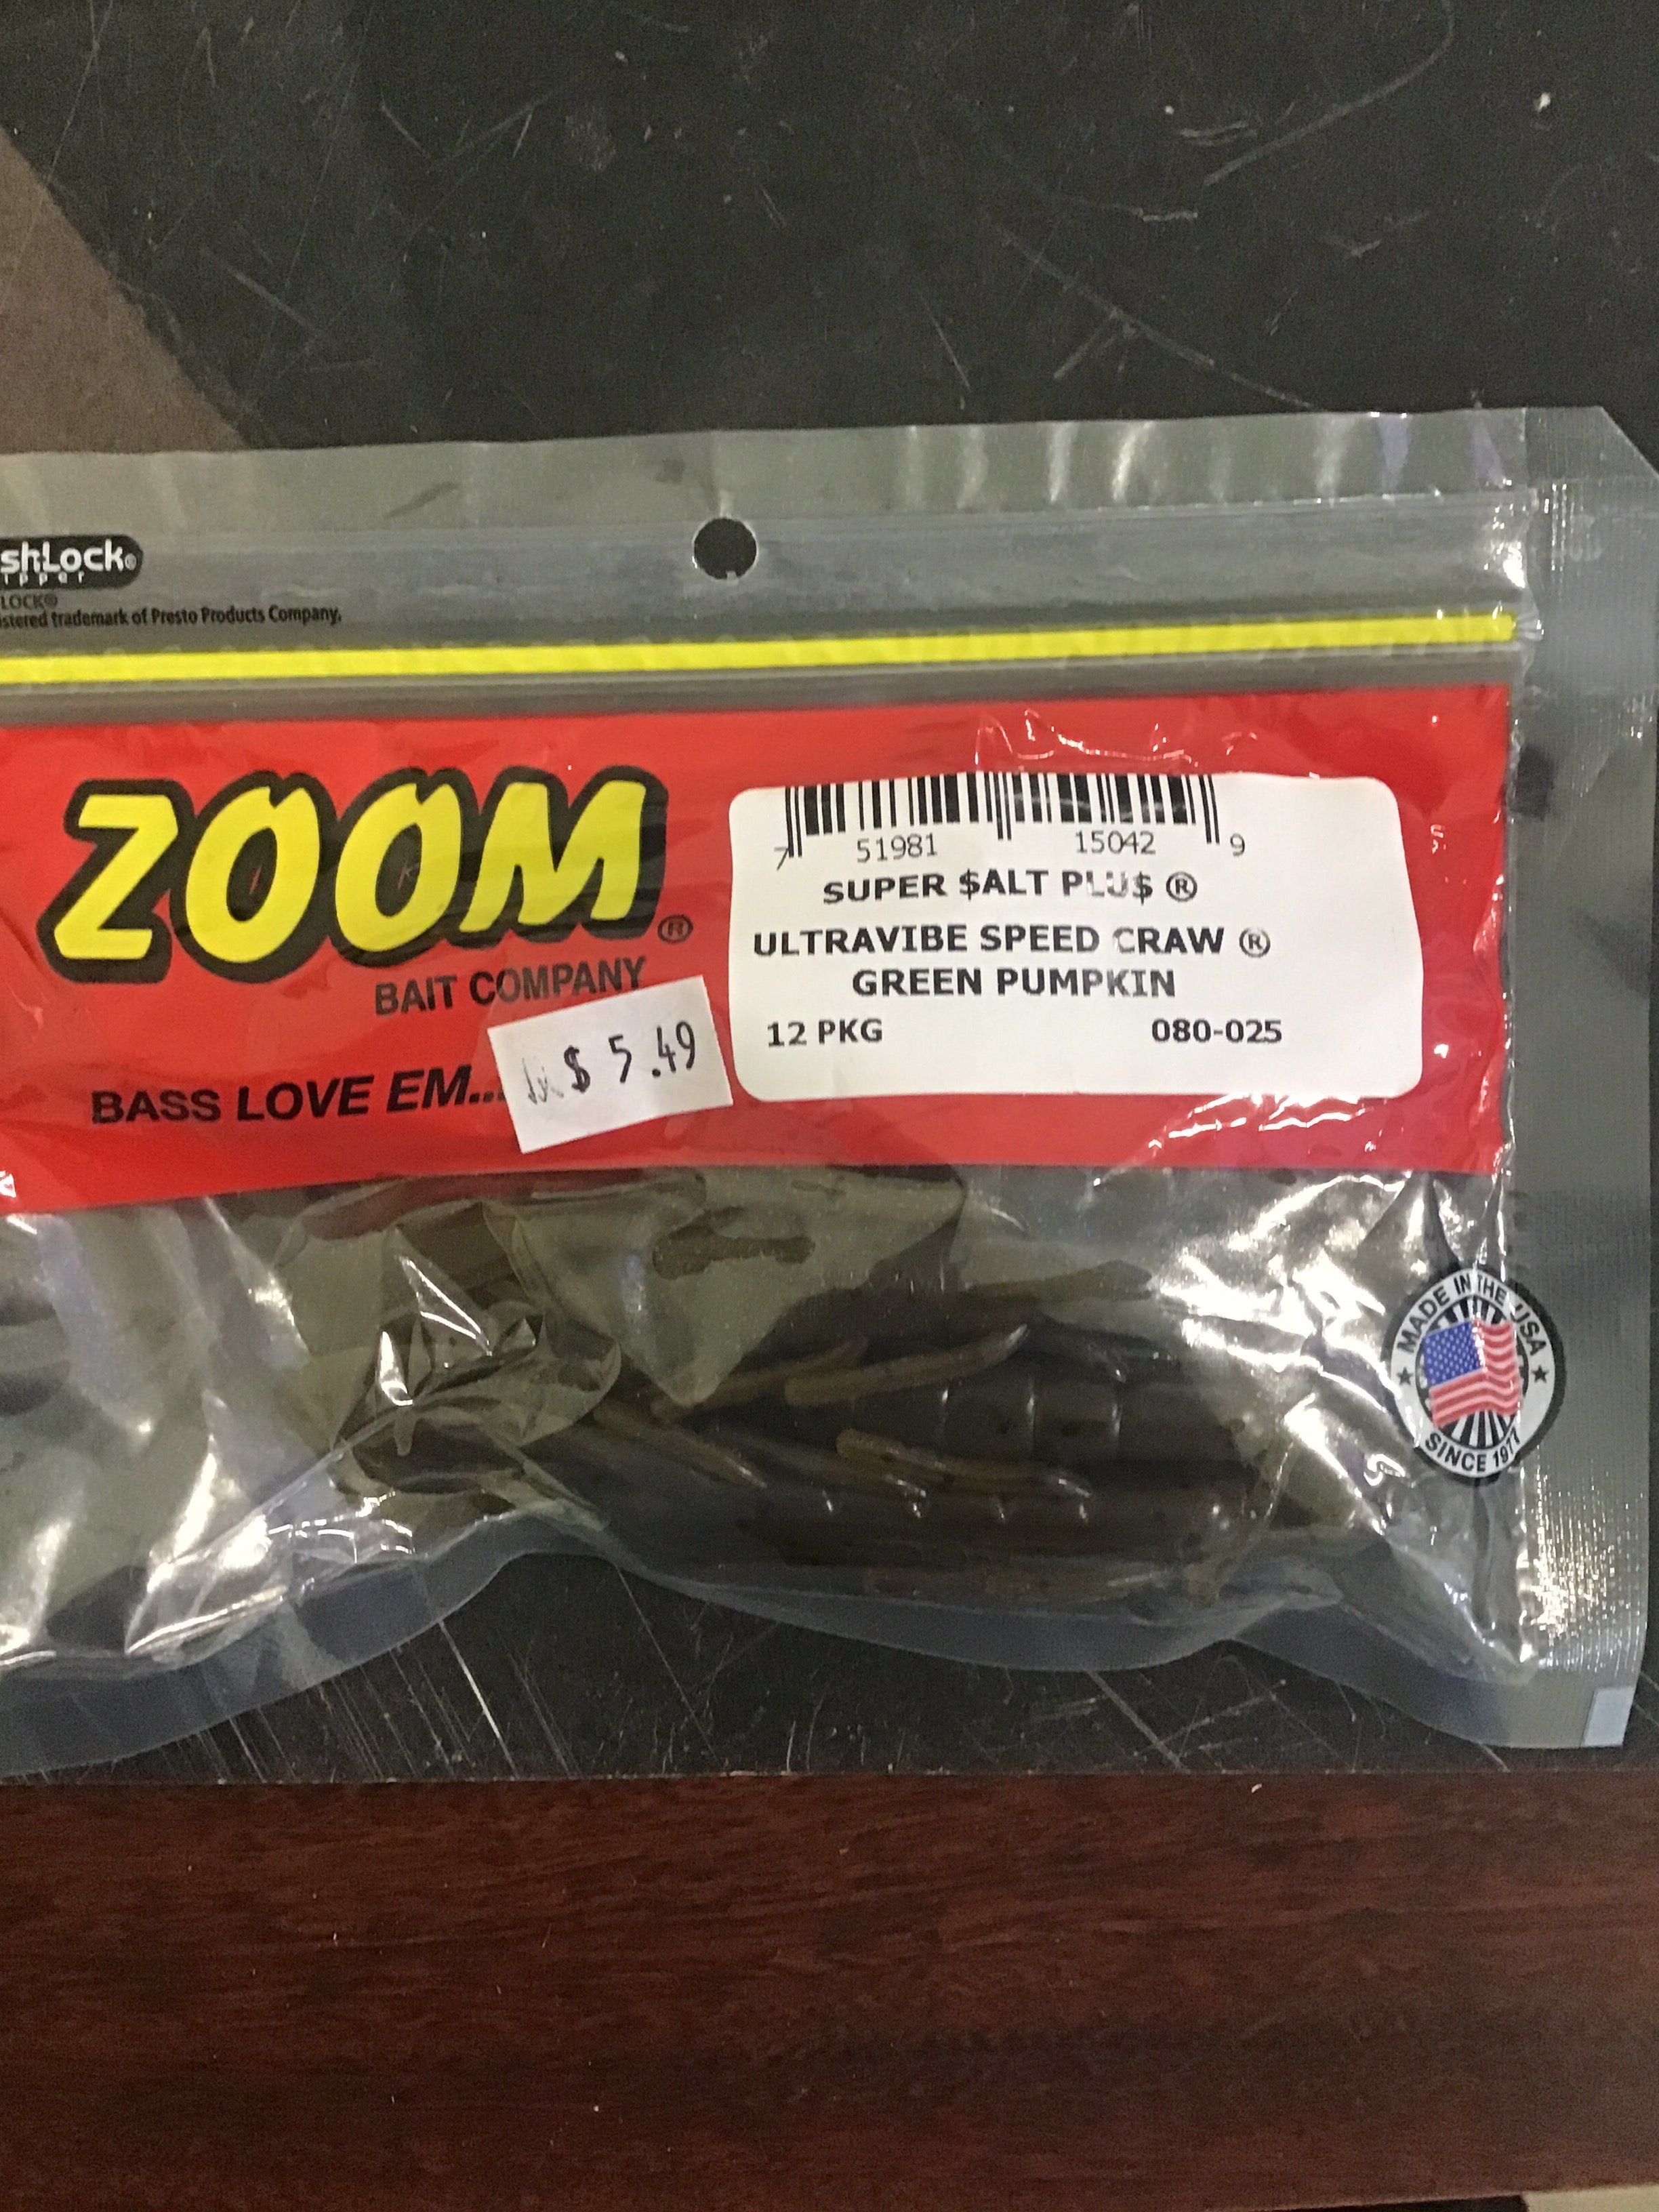 shLock®
ipper
LOCK®
istered trademark of Presto Products Company.
ZOOM®
BAIT COMPANY
BASS LOVE EM...
$ 5.49
7 51981 15042 9
SUPER $ALT PLU$ ®
ULTRAVIBE SPEED CRAW ®
GREEN PUMPKIN
12 PKG 080-025
MADE IN THE USA
SINCE 1977